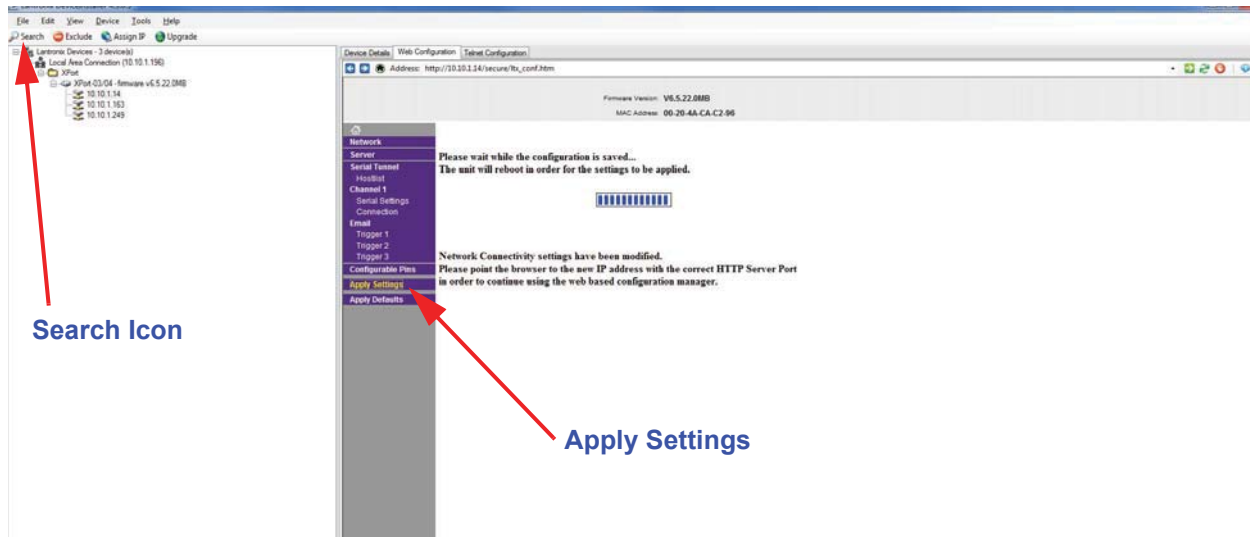 File Edit View Device Tools Help
Search Exclude Assign IP Upgrade
Lantronix Devices - 3 device(s)
Local Area Connection (10.10.1.196)
XPort
XPort-03/04 - firmware v6.5.22.0MB
10.10.1.14
10.10.1.163
10.10.1.249
Device Details Web Configuration Telnet Configuration
Address: http://10.10.1.14/secure/ltx_conf.htm
Firmware Version: V6.5.22.0MB
MAC Address: 00-20-4A-CA-C2-96
Network
Server
Serial Tunnel
Hostlist
Channel 1
Serial Settings
Connection
Email
Trigger 1
Trigger 2
Trigger 3
Configurable Pins
Apply Settings
Apply Defaults
Please wait while the configuration is saved...
The unit will reboot in order for the settings to be applied.
Network Connectivity settings have been modified.
Please point the browser to the new IP address with the correct HTTP Server Port
in order to continue using the web based configuration manager.
Search Icon
Apply Settings